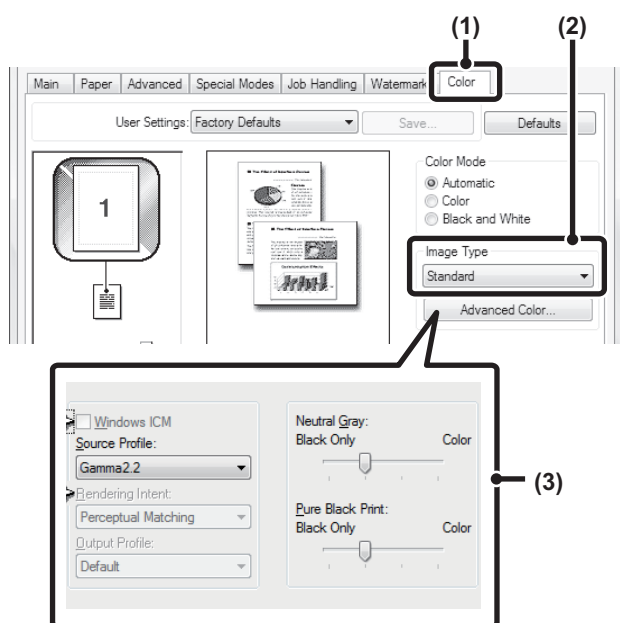 (1) (2)
Main Paper Advanced Special Modes Job Handling Watermark Color
User Settings: Factory Defaults Save... Defaults
Color Mode
Automatic
Color
Black and White
1
Image Type
Standard
Advanced Color...
Windows ICM
Source Profile:
Gamma2.2
Rendering Intent:
Perceptual Matching
Output Profile:
Default
Neutral Gray:
Black Only Color
Pure Black Print:
Black Only Color
(3)